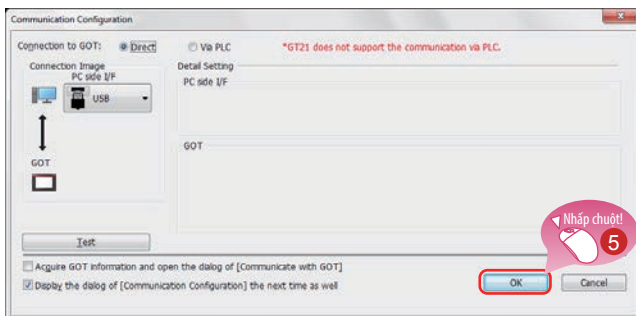 Communication Configuration
Connection to GOT: Direct Via PLC *GT21 does not support the communication via PLC.
Connection Image
PC side I/F
USB
GOT
Detail Setting
PC side I/F
GOT
Test
Nhấp chuột!
5
Acquire GOT information and open the dialog of [Communicate with GOT]
Display the dialog of [Communication Configuration] the next time as well
OK Cancel